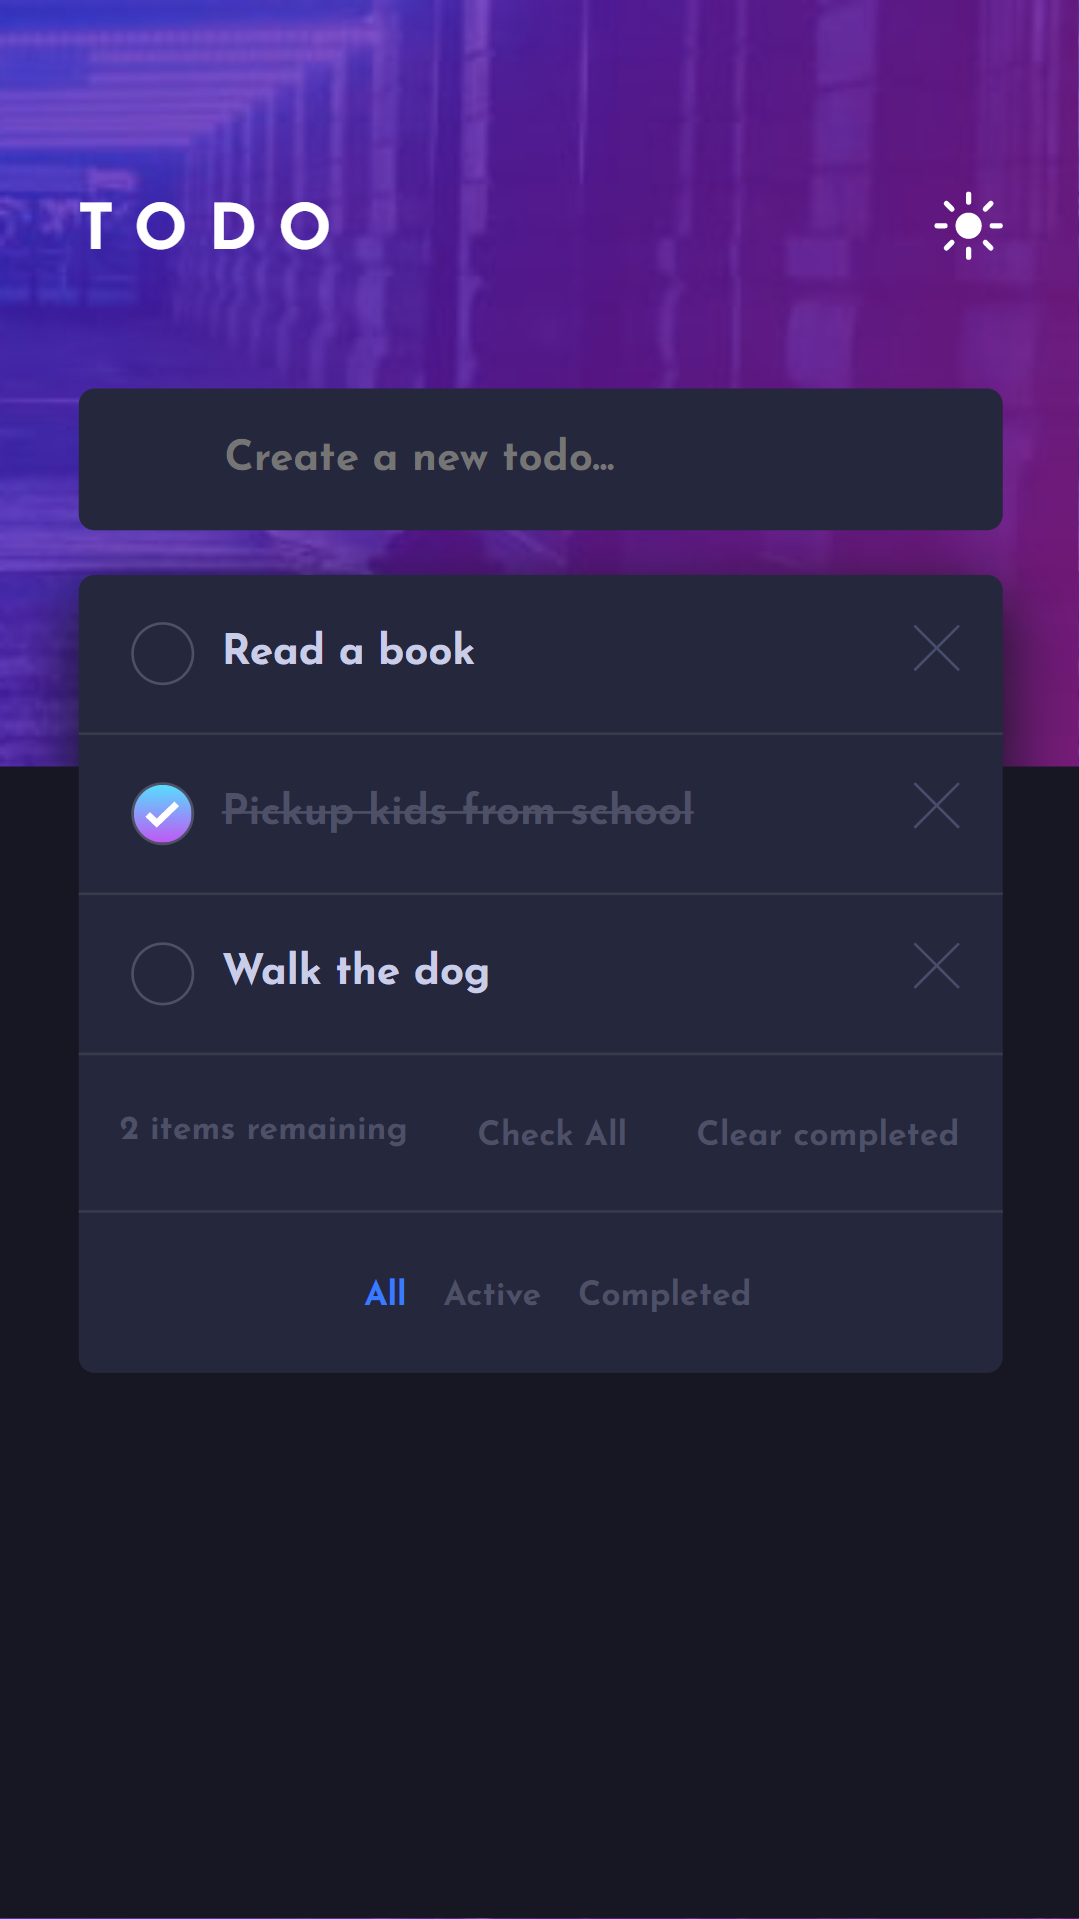 TODO
Create a new todo...
Read a book
Pickup kids from school
Walk the dog
2 items remaining Check All Clear completed
All Active Completed